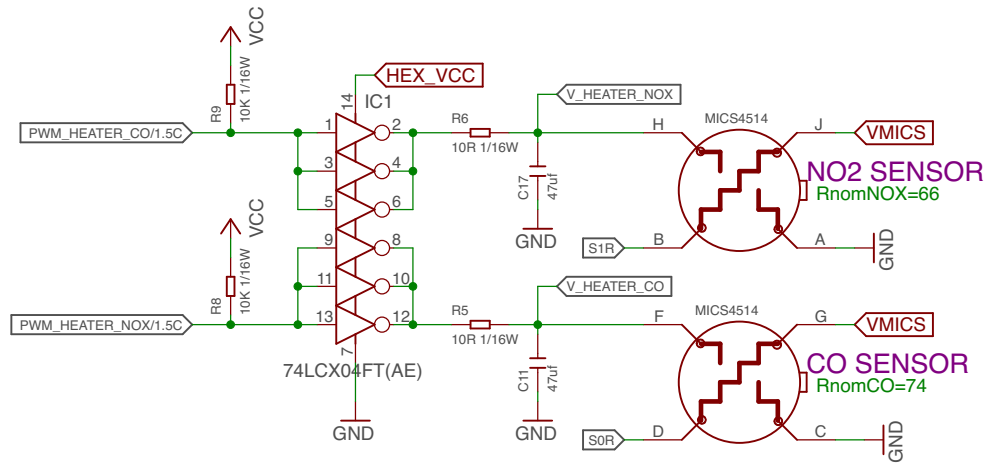 VCC
R9
10K 1/16W
PWM_HEATER_CO/1.5C
HEX_VCC
14
IC1
1
2
3
4
5
6
9
8
11
10
13
12
7
74LCX04FT(AE)
GND
VCC
R8
10K 1/16W
PWM_HEATER_NOX/1.5C
R6
10R 1/16W
V_HEATER_NOX
C17
47uf
GND
H
MICS4514
J
VMICS
NO2 SENSOR
RnomNOX=66
S1R
B
A
GND
R5
10R 1/16W
V_HEATER_CO
C11
47uf
GND
F
MICS4514
G
VMICS
CO SENSOR
RnomCO=74
S0R
D
C
GND